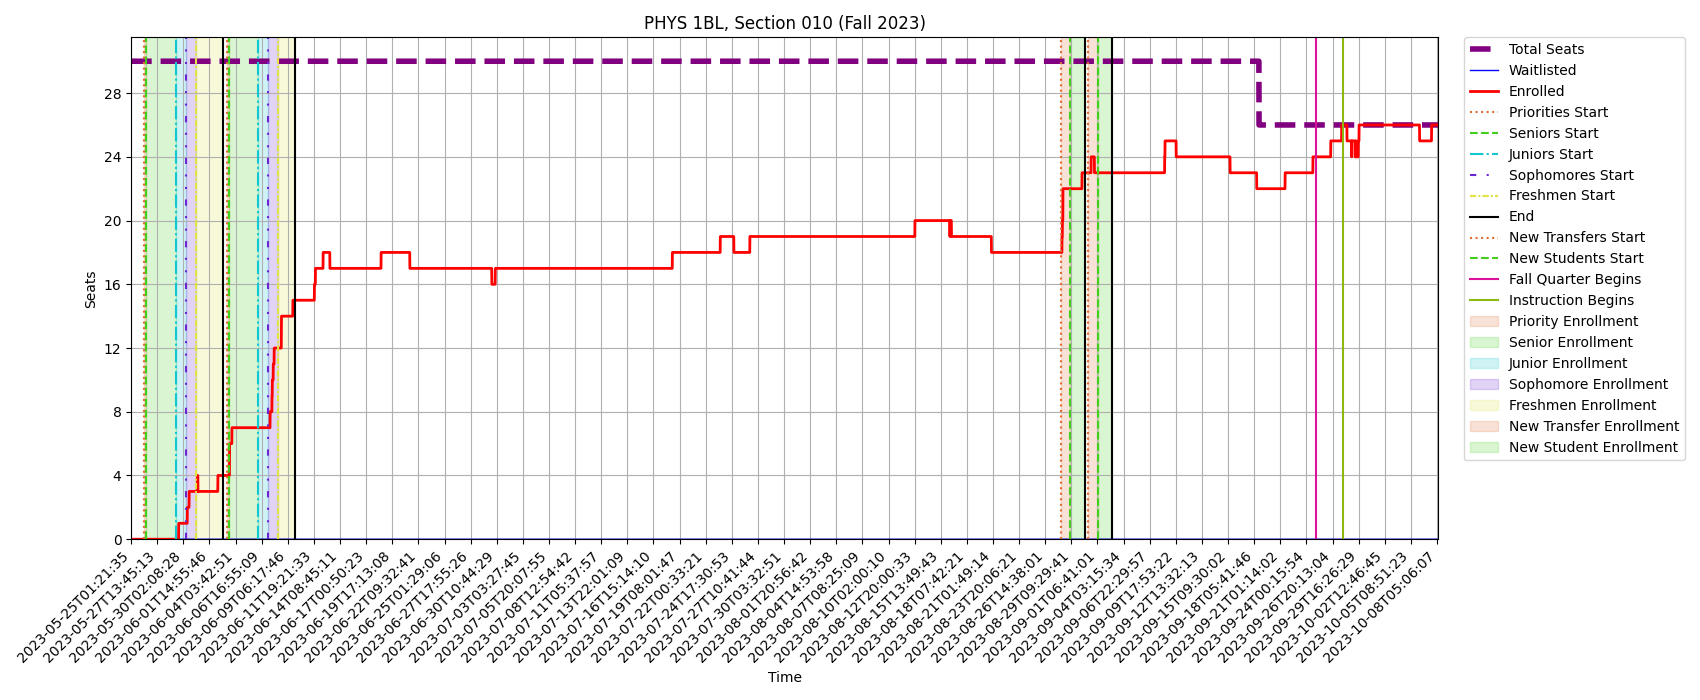 PHYS 1BL, Section 010 (Fall 2023)
Seats
28
24
20
16
12
8
4
0
2023-05-25T01:21:35
2023-05-27T13:45:13
2023-05-30T02:08:28
2023-06-01T14:55:46
2023-06-04T03:42:51
2023-06-06T16:55:09
2023-06-09T06:17:46
2023-06-11T19:21:33
2023-06-14T08:45:11
2023-06-17T00:50:23
2023-06-19T17:13:08
2023-06-22T09:32:41
2023-06-25T01:29:06
2023-06-27T17:55:26
2023-06-30T10:44:29
2023-07-03T03:27:45
2023-07-05T20:07:55
2023-07-08T12:54:42
2023-07-11T05:37:57
2023-07-13T22:01:09
2023-07-16T15:14:10
2023-07-19T08:01:47
2023-07-22T00:33:21
2023-07-24T17:30:53
2023-07-27T10:41:44
2023-07-30T03:32:51
2023-08-01T20:56:42
2023-08-04T14:53:58
2023-08-07T08:25:09
2023-08-10T02:00:10
2023-08-12T20:00:33
2023-08-15T13:49:43
2023-08-18T07:42:21
2023-08-21T01:49:14
2023-08-23T20:06:21
2023-08-26T14:38:01
2023-08-29T09:29:41
2023-09-01T06:41:01
2023-09-04T03:15:34
2023-09-06T22:29:57
2023-09-09T17:53:22
2023-09-12T13:32:13
2023-09-15T09:30:02
2023-09-18T05:41:46
2023-09-21T01:14:02
2023-09-24T00:15:54
2023-09-26T20:13:04
2023-09-29T16:26:29
2023-10-02T12:46:45
2023-10-05T08:51:23
2023-10-08T05:06:07
Time
Total Seats
Waitlisted
Enrolled
Priorities Start
Seniors Start
Juniors Start
Sophomores Start
Freshmen Start
End
New Transfers Start
New Students Start
Fall Quarter Begins
Instruction Begins
Priority Enrollment
Senior Enrollment
Junior Enrollment
Sophomore Enrollment
Freshmen Enrollment
New Transfer Enrollment
New Student Enrollment